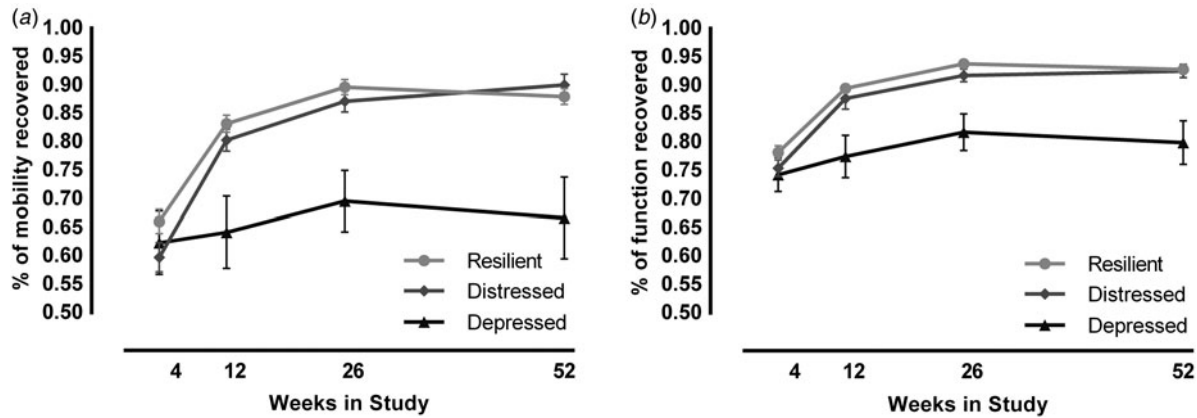 (a)
% of mobility recovered
1.00
0.95
0.90
0.85
0.80
0.75
0.70
0.65
0.60
0.55
0.50
Resilient
Distressed
Depressed
4 12 26 52
Weeks in Study
(b)
% of function recovered
1.00
0.95
0.90
0.85
0.80
0.75
0.70
0.65
0.60
0.55
0.50
Resilient
Distressed
Depressed
4 12 26 52
Weeks in Study